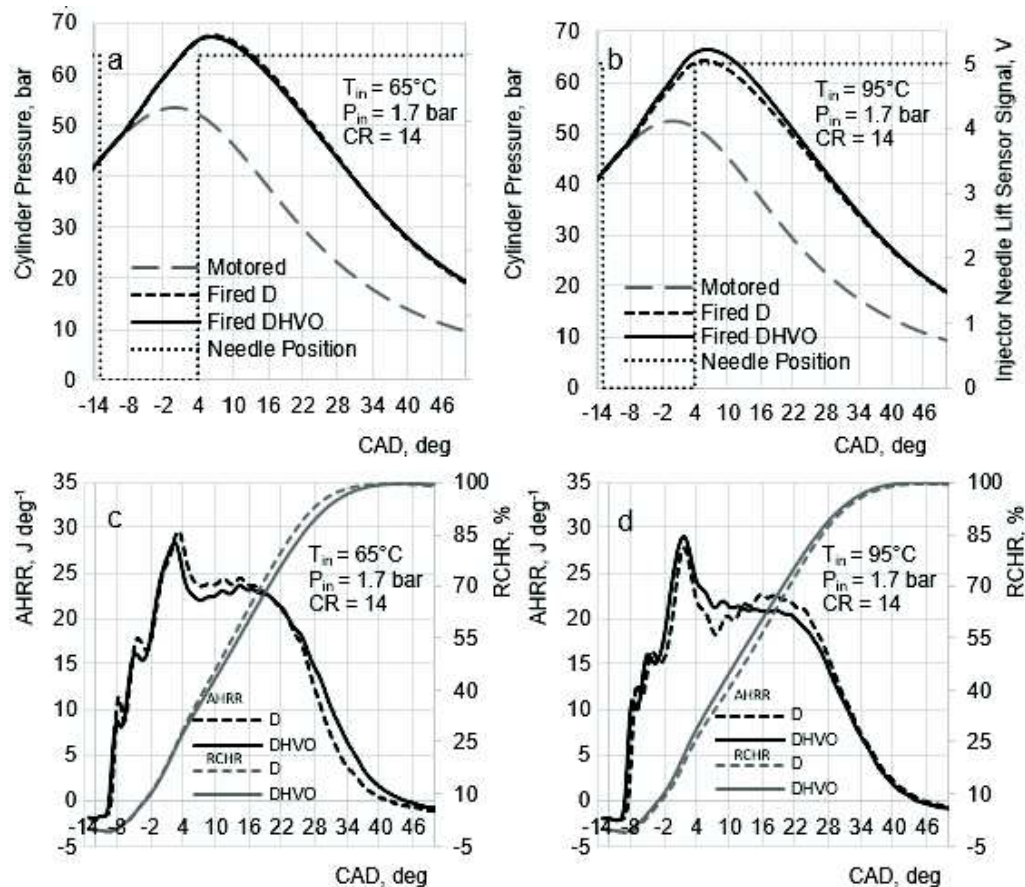 a
T_in = 65°C
P_in = 1.7 bar
CR = 14
Cylinder Pressure, bar
70
60
50
40
30
20
10
0
Motored
Fired D
Fired DHVO
Needle Position
-14 -8 -2 4 10 16 22 28 34 40 46
CAD, deg
b
T_in = 95°C
P_in = 1.7 bar
CR = 14
Cylinder Pressure, bar
70
60
50
40
30
20
10
0
Motored
Fired D
Fired DHVO
Needle Position
Injector Needle Lift Sensor Signal, V
5
4
3
2
1
0
-14 -8 -2 4 10 16 22 28 34 40 46
CAD, deg
c
T_in = 65°C
P_in = 1.7 bar
CR = 14
AHRR, J deg⁻¹
35
30
25
20
15
10
5
0
-5
AHRR
D
DHVO
RCHR
D
DHVO
RCHR, %
100
85
70
55
40
25
10
-5
-14 -8 -2 4 10 16 22 28 34 40 46
CAD, deg
d
T_in = 95°C
P_in = 1.7 bar
CR = 14
AHRR, J deg⁻¹
35
30
25
20
15
10
5
0
-5
AHRR
D
DHVO
RCHR
D
DHVO
RCHR, %
100
85
70
55
40
25
10
-5
-14 -8 -2 4 10 16 22 28 34 40 46
CAD, deg